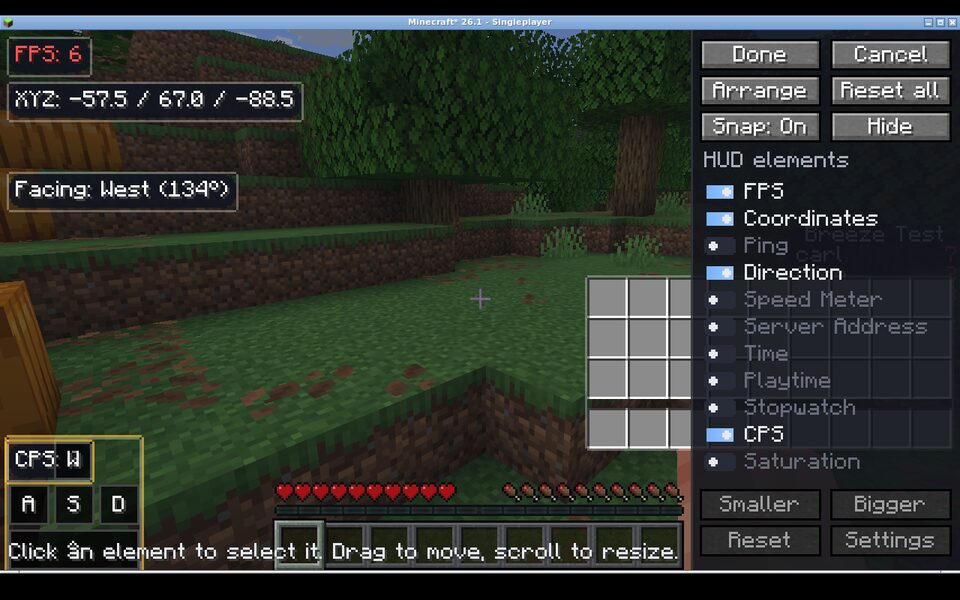 Minecraft* 26.1 - Singleplayer
FPS: 6
XYZ: -57.5 / 67.0 / -88.5
Facing: West (134°)
CPS: W
A S D
Click an element to select it. Drag to move, scroll to resize.
Done Cancel
Arrange Reset all
Snap: On Hide
HUD elements
FPS
Coordinates
Ping
Breeze Test
carl
Direction
Speed Meter
Server Address
Time
Playtime
Stopwatch
CPS
Saturation
Smaller Bigger
Reset Settings